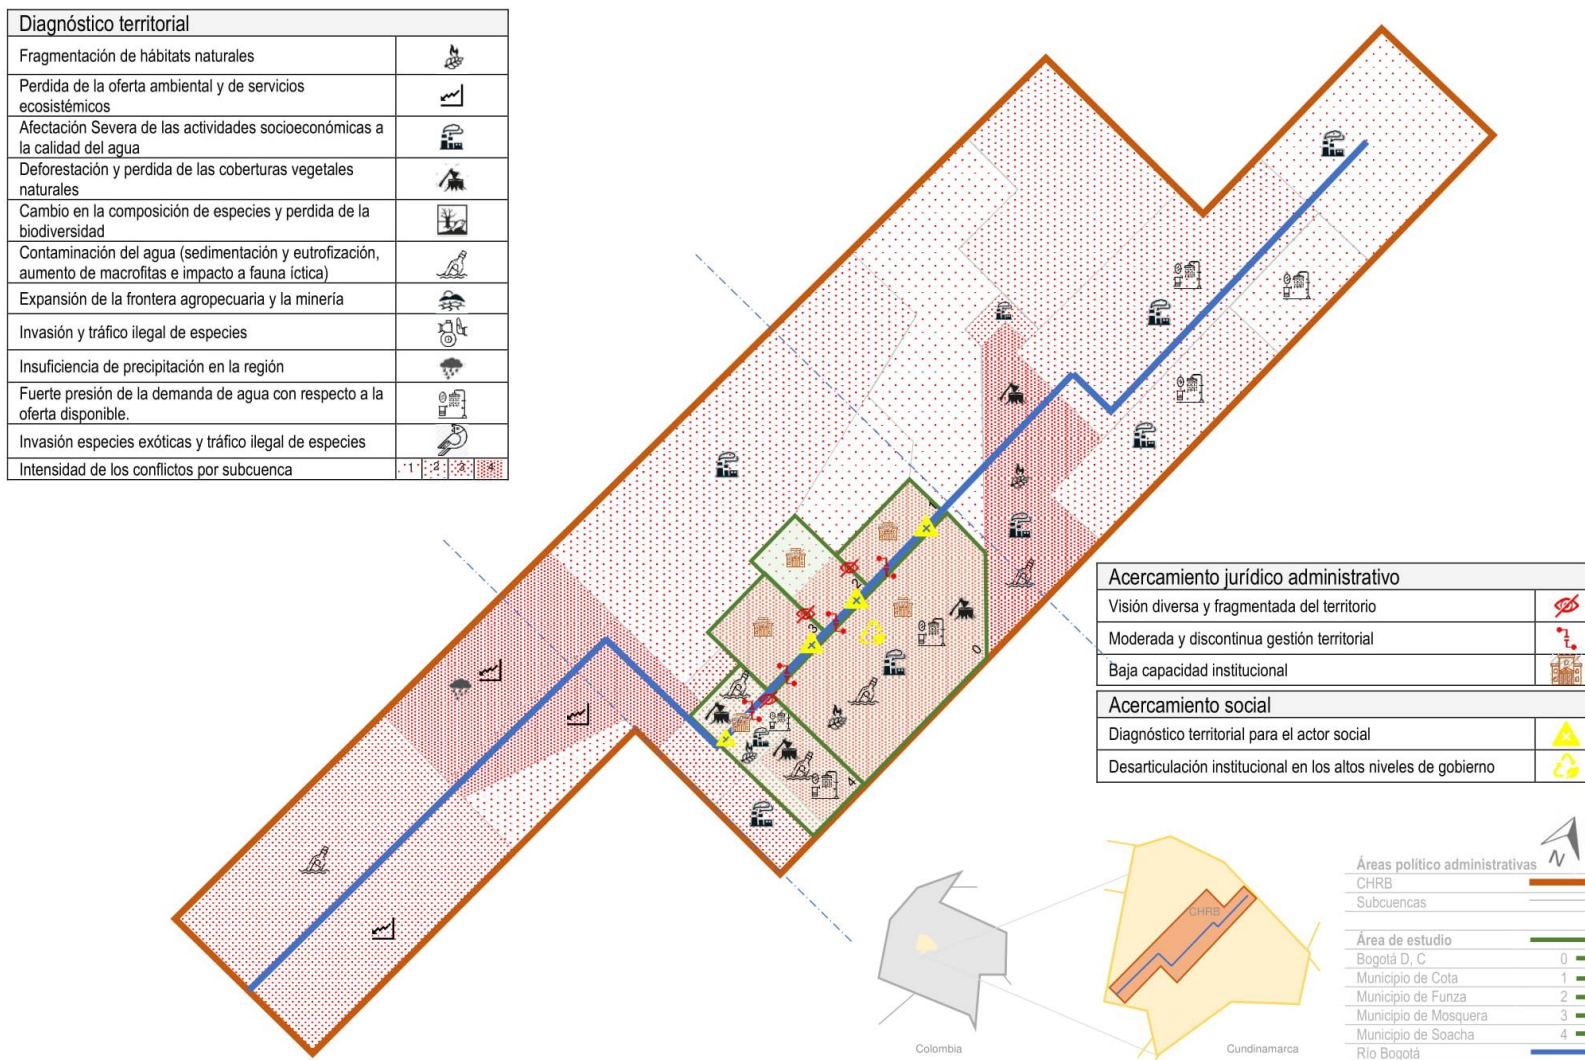 Diagnóstico territorial
Fragmentación de hábitats naturales
Perdida de la oferta ambiental y de servicios
ecosistémicos
Afectación Severa de las actividades socioeconómicas a
la calidad del agua
Deforestación y perdida de las coberturas vegetales
naturales
Cambio en la composición de especies y perdida de la
biodiversidad
Contaminación del agua (sedimentación y eutrofización,
aumento de macrofitas e impacto a fauna íctica)
Expansión de la frontera agropecuaria y la minería
Invasión y tráfico ilegal de especies
Insuficiencia de precipitación en la región
Fuerte presión de la demanda de agua con respecto a la
oferta disponible.
Invasión especies exóticas y tráfico ilegal de especies
Intensidad de los conflictos por subcuenca 1 2 3 4
1
2
3
0
4
Acercamiento jurídico administrativo
Visión diversa y fragmentada del territorio
Moderada y discontinua gestión territorial
Baja capacidad institucional
Acercamiento social
Diagnóstico territorial para el actor social
Desarticulación institucional en los altos niveles de gobierno
N
Áreas político administrativas
CHRB
Subcuencas
Área de estudio
Bogotá D, C 0
Municipio de Cota 1
Municipio de Funza 2
Municipio de Mosquera 3
Municipio de Soacha 4
Río Bogotá
CHRB
Colombia
Cundinamarca